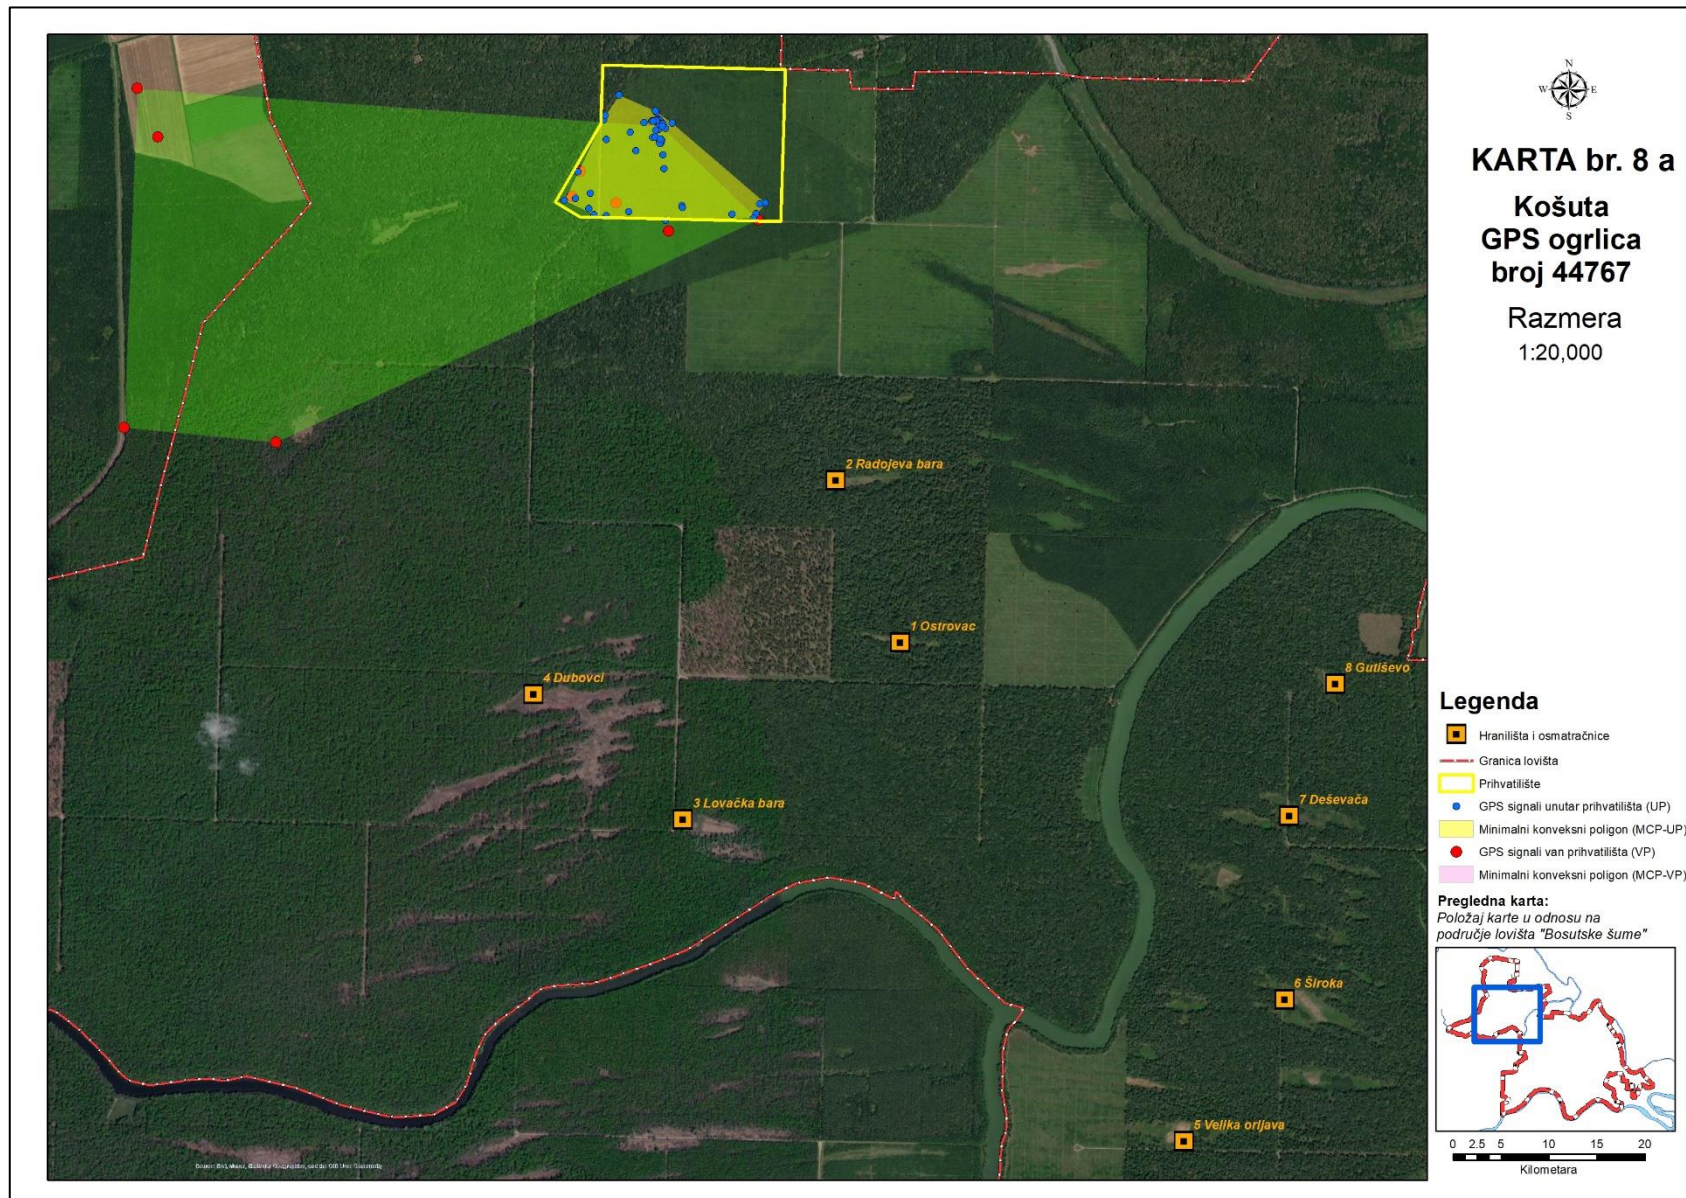 N
W E
S
KARTA br. 8 a
Košuta
GPS ogrlica
broj 44767
Razmera
1:20,000
2 Radojeva bara
1 Ostrovac
8 Gutiševo
4 Dubovci
3 Lovačka bara
7 Deševača
6 Široka
5 Velika orljava
Legenda
Hranilišta i osmatračnice
Granica lovišta
Prihvatilište
GPS signali unutar prihvatilišta (UP)
Minimalni konveksni poligon (MCP-UP)
GPS signali van prihvatilišta (VP)
Minimalni konveksni poligon (MCP-VP)
Pregledna karta:
Položaj karte u odnosu na
područje lovišta "Bosutske šume"
0 2.5 5 10 15 20
Kilometara